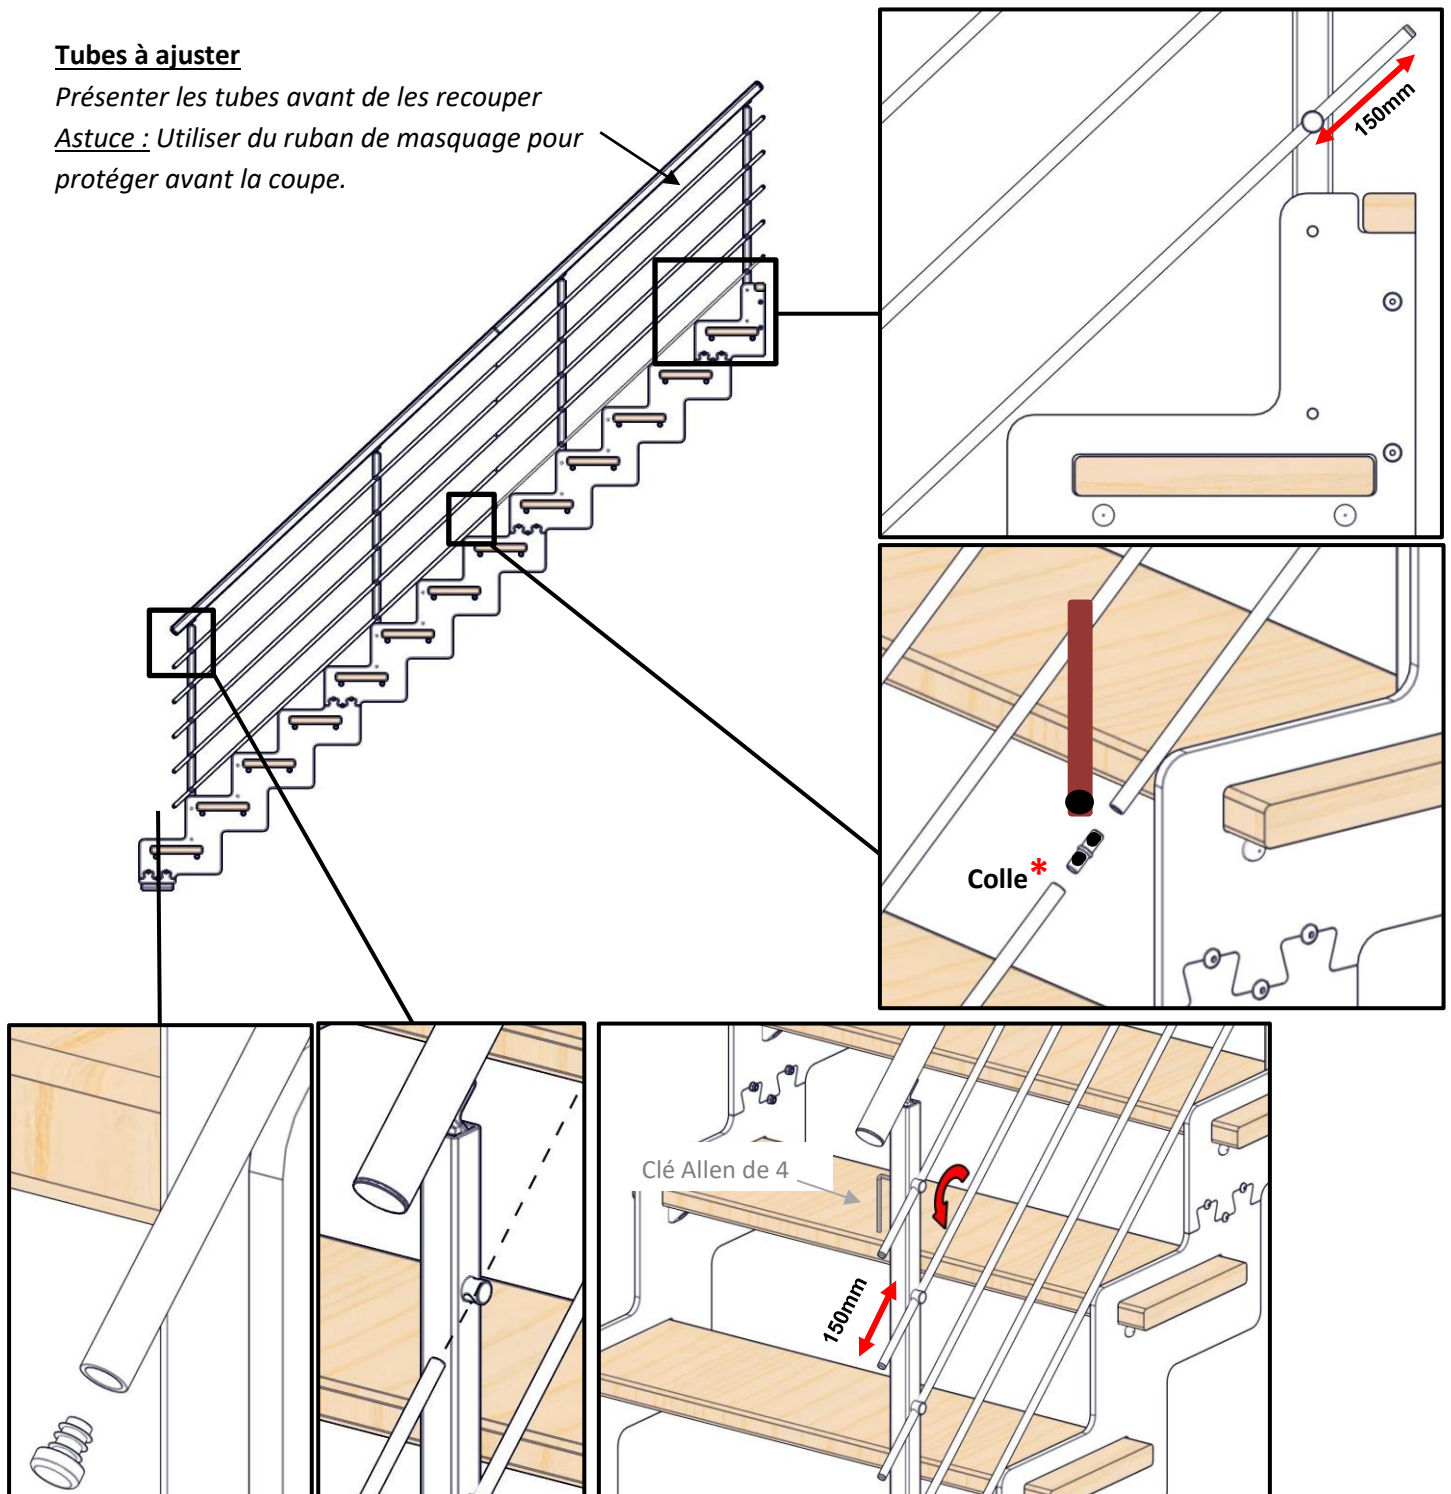 Tubes à ajuster
Présenter les tubes avant de les recouper
Astuce : Utiliser du ruban de masquage pour
protéger avant la coupe.
150mm
Colle*
Clé Allen de 4
150mm